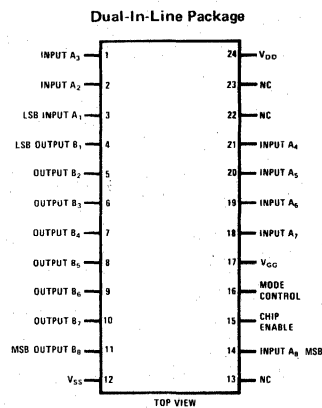 Dual-In-Line Package
INPUT A3 1
INPUT A2 2
LSB INPUT A1 3
LSB OUTPUT B1 4
OUTPUT B2 5
OUTPUT B3 6
OUTPUT B4 7
OUTPUT B5 8
OUTPUT B6 9
OUTPUT B7 10
MSB OUTPUT B8 11
VSS 12
24 VDD
23 NC
22 NC
21 INPUT A4
20 INPUT A5
19 INPUT A6
18 INPUT A7
17 VGG
16 MODE
CONTROL
15 CHIP
ENABLE
14 INPUT A8 MSB
13 NC
TOP VIEW